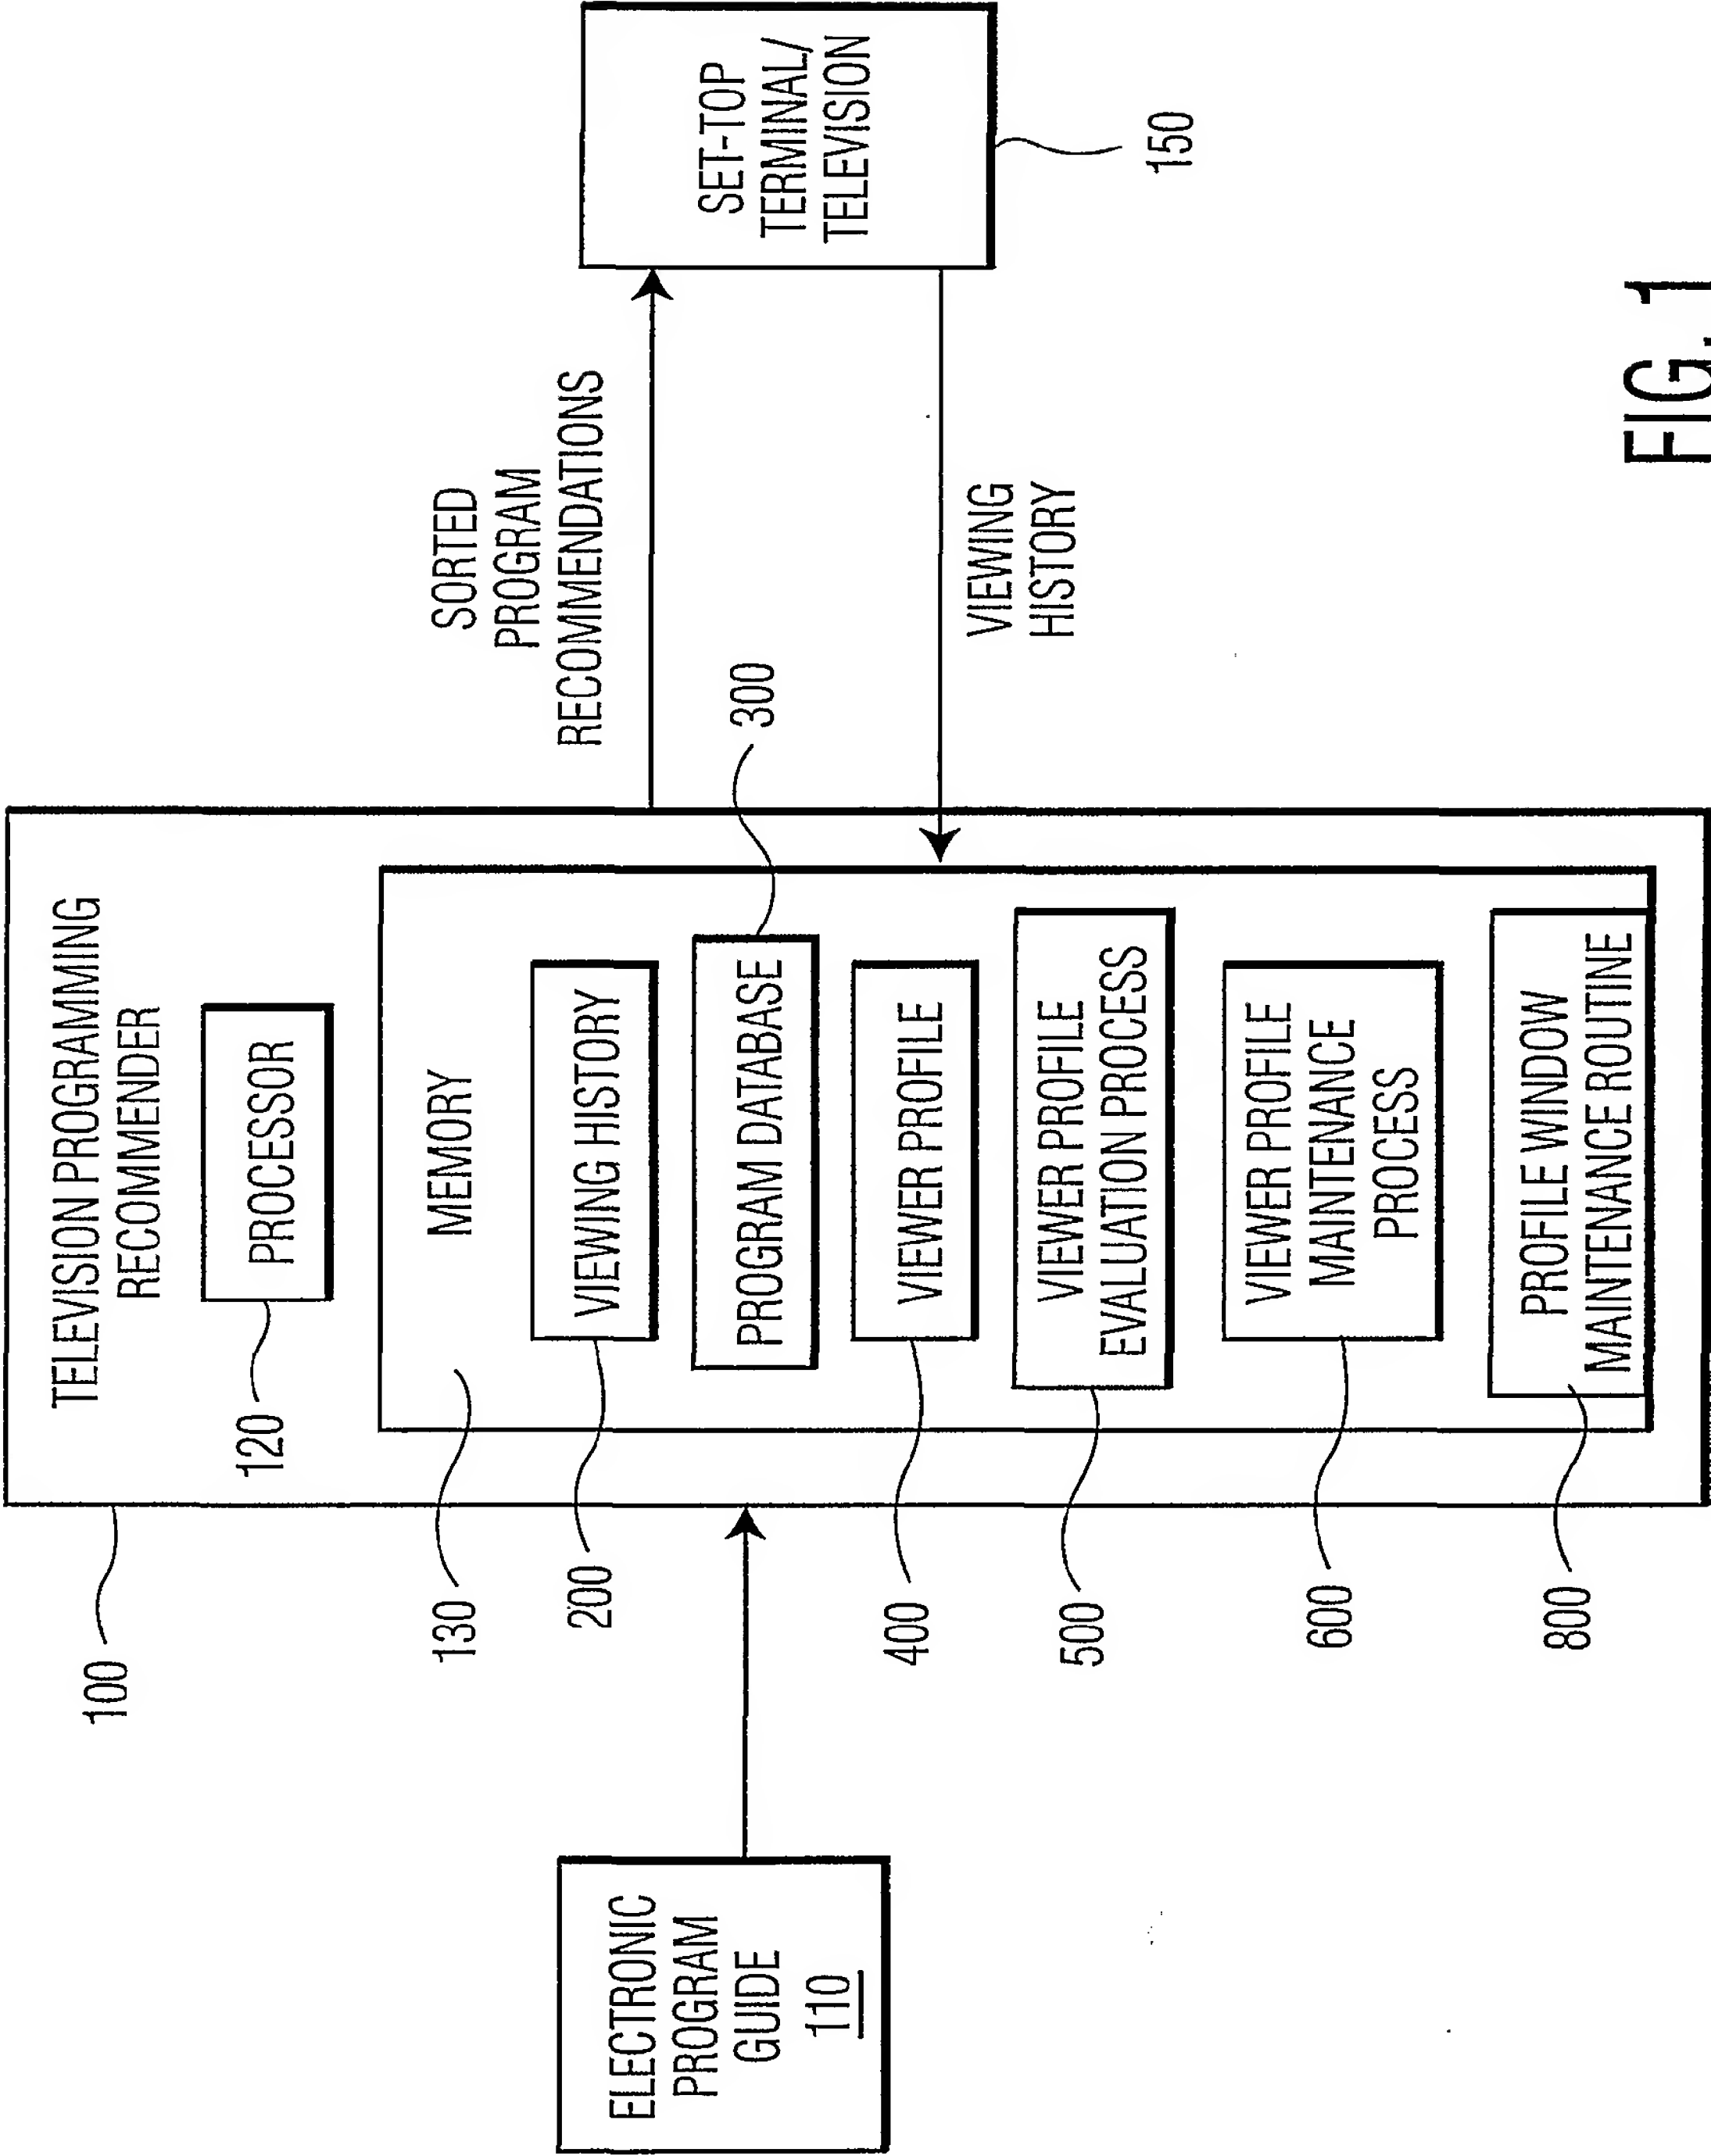 ELECTRONIC
PROGRAM
GUIDE
110
100
TELEVISION PROGRAMMING
RECOMMENDER
120
PROCESSOR
130
MEMORY
200
VIEWING HISTORY
300
PROGRAM DATABASE
400
VIEWER PROFILE
500
VIEWER PROFILE
EVALUATION PROCESS
600
VIEWER PROFILE
MAINTENANCE
PROCESS
800
PROFILE WINDOW
MAINTENANCE ROUTINE
SORTED
PROGRAM
RECOMMENDATIONS
VIEWING
HISTORY
SET-TOP
TERMINAL/
TELEVISION
150
FIG. 1